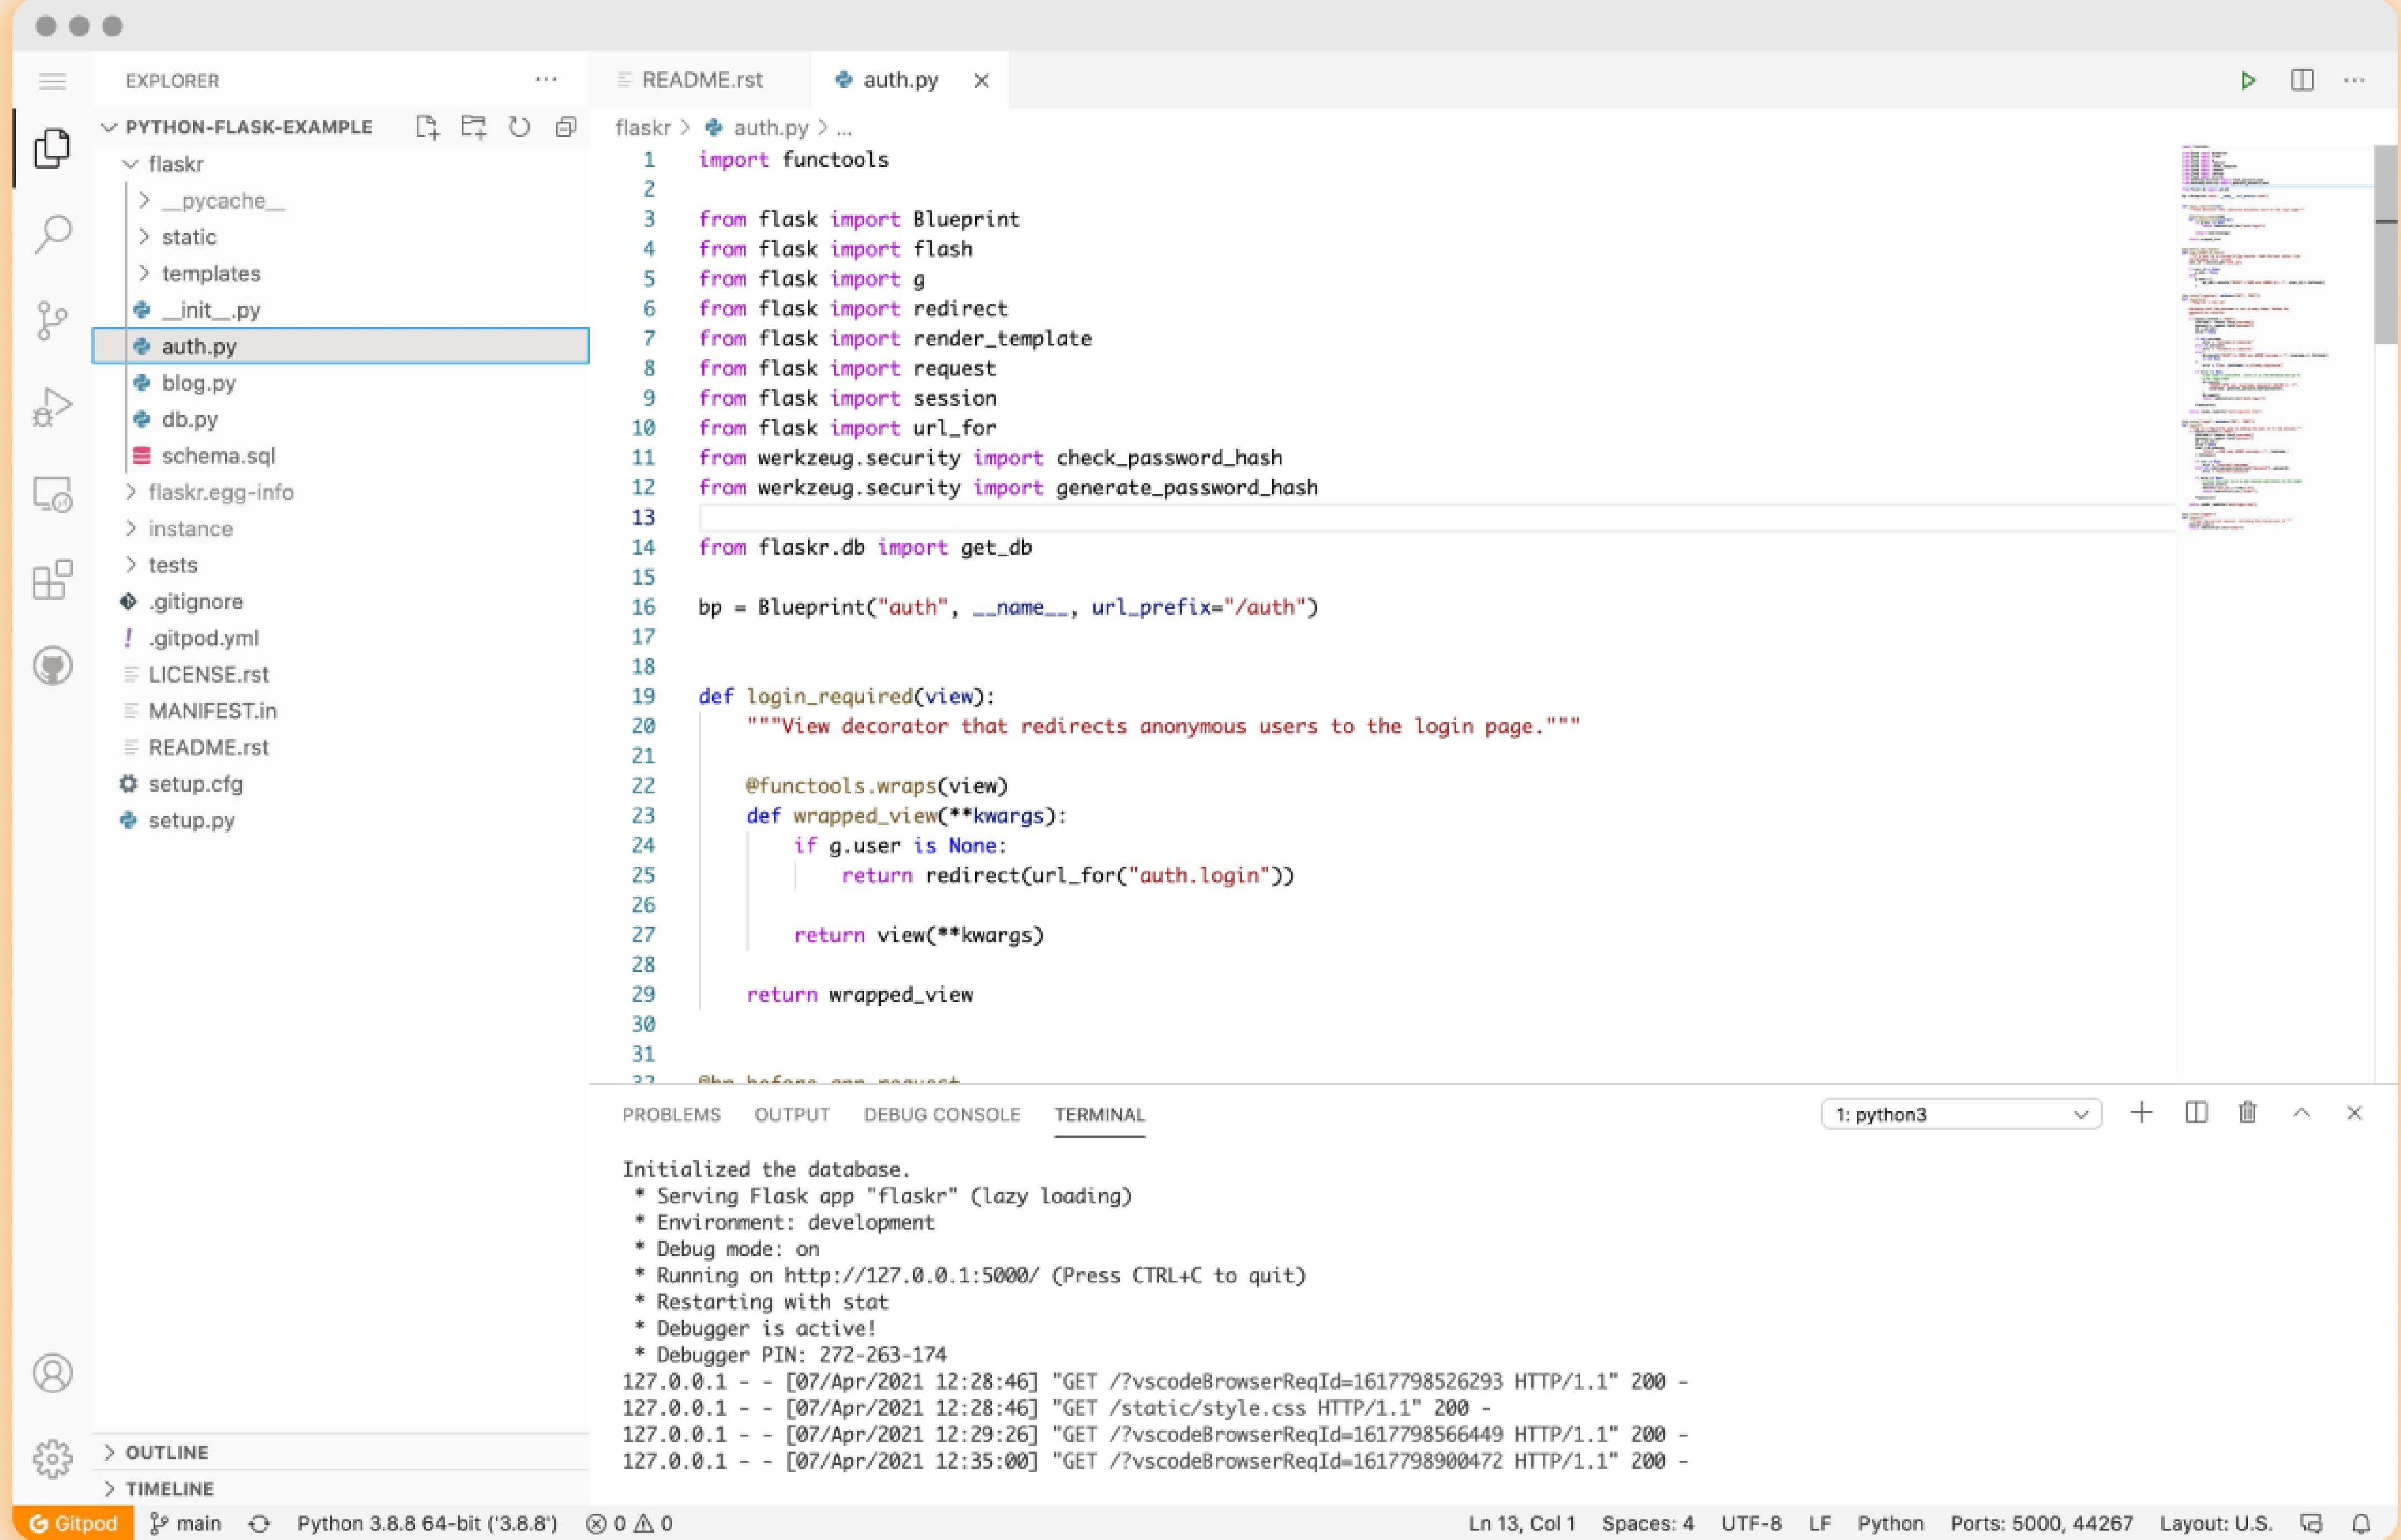 EXPLORER
PYTHON-FLASK-EXAMPLE
flaskr
__pycache__
static
templates
__init__.py
auth.py
blog.py
db.py
schema.sql
flaskr.egg-info
instance
tests
.gitignore
.gitpod.yml
LICENSE.rst
MANIFEST.in
README.rst
setup.cfg
setup.py
OUTLINE
TIMELINE
README.rst auth.py
flaskr > auth.py > ...
1 import functools
2
3 from flask import Blueprint
4 from flask import flash
5 from flask import g
6 from flask import redirect
7 from flask import render_template
8 from flask import request
9 from flask import session
10 from flask import url_for
11 from werkzeug.security import check_password_hash
12 from werkzeug.security import generate_password_hash
13
14 from flaskr.db import get_db
15
16 bp = Blueprint("auth", __name__, url_prefix="/auth")
17
18
19 def login_required(view):
20 """View decorator that redirects anonymous users to the login page."""
21
22 @functools.wraps(view)
23 def wrapped_view(**kwargs):
24 if g.user is None:
25 return redirect(url_for("auth.login"))
26
27 return view(**kwargs)
28
29 return wrapped_view
30
31
32 @bp.before_app_request
PROBLEMS OUTPUT DEBUG CONSOLE TERMINAL 1: python3
Initialized the database.
* Serving Flask app "flaskr" (lazy loading)
* Environment: development
* Debug mode: on
* Running on http://127.0.0.1:5000/ (Press CTRL+C to quit)
* Restarting with stat
* Debugger is active!
* Debugger PIN: 272-263-174
127.0.0.1 - - [07/Apr/2021 12:28:46] "GET /?vscodeBrowserReqId=1617798526293 HTTP/1.1" 200 -
127.0.0.1 - - [07/Apr/2021 12:28:46] "GET /static/style.css HTTP/1.1" 200 -
127.0.0.1 - - [07/Apr/2021 12:29:26] "GET /?vscodeBrowserReqId=1617798566449 HTTP/1.1" 200 -
127.0.0.1 - - [07/Apr/2021 12:35:00] "GET /?vscodeBrowserReqId=1617798900472 HTTP/1.1" 200 -
Gitpod main Python 3.8.8 64-bit ('3.8.8') 0 0 Ln 13, Col 1 Spaces: 4 UTF-8 LF Python Ports: 5000, 44267 Layout: U.S.